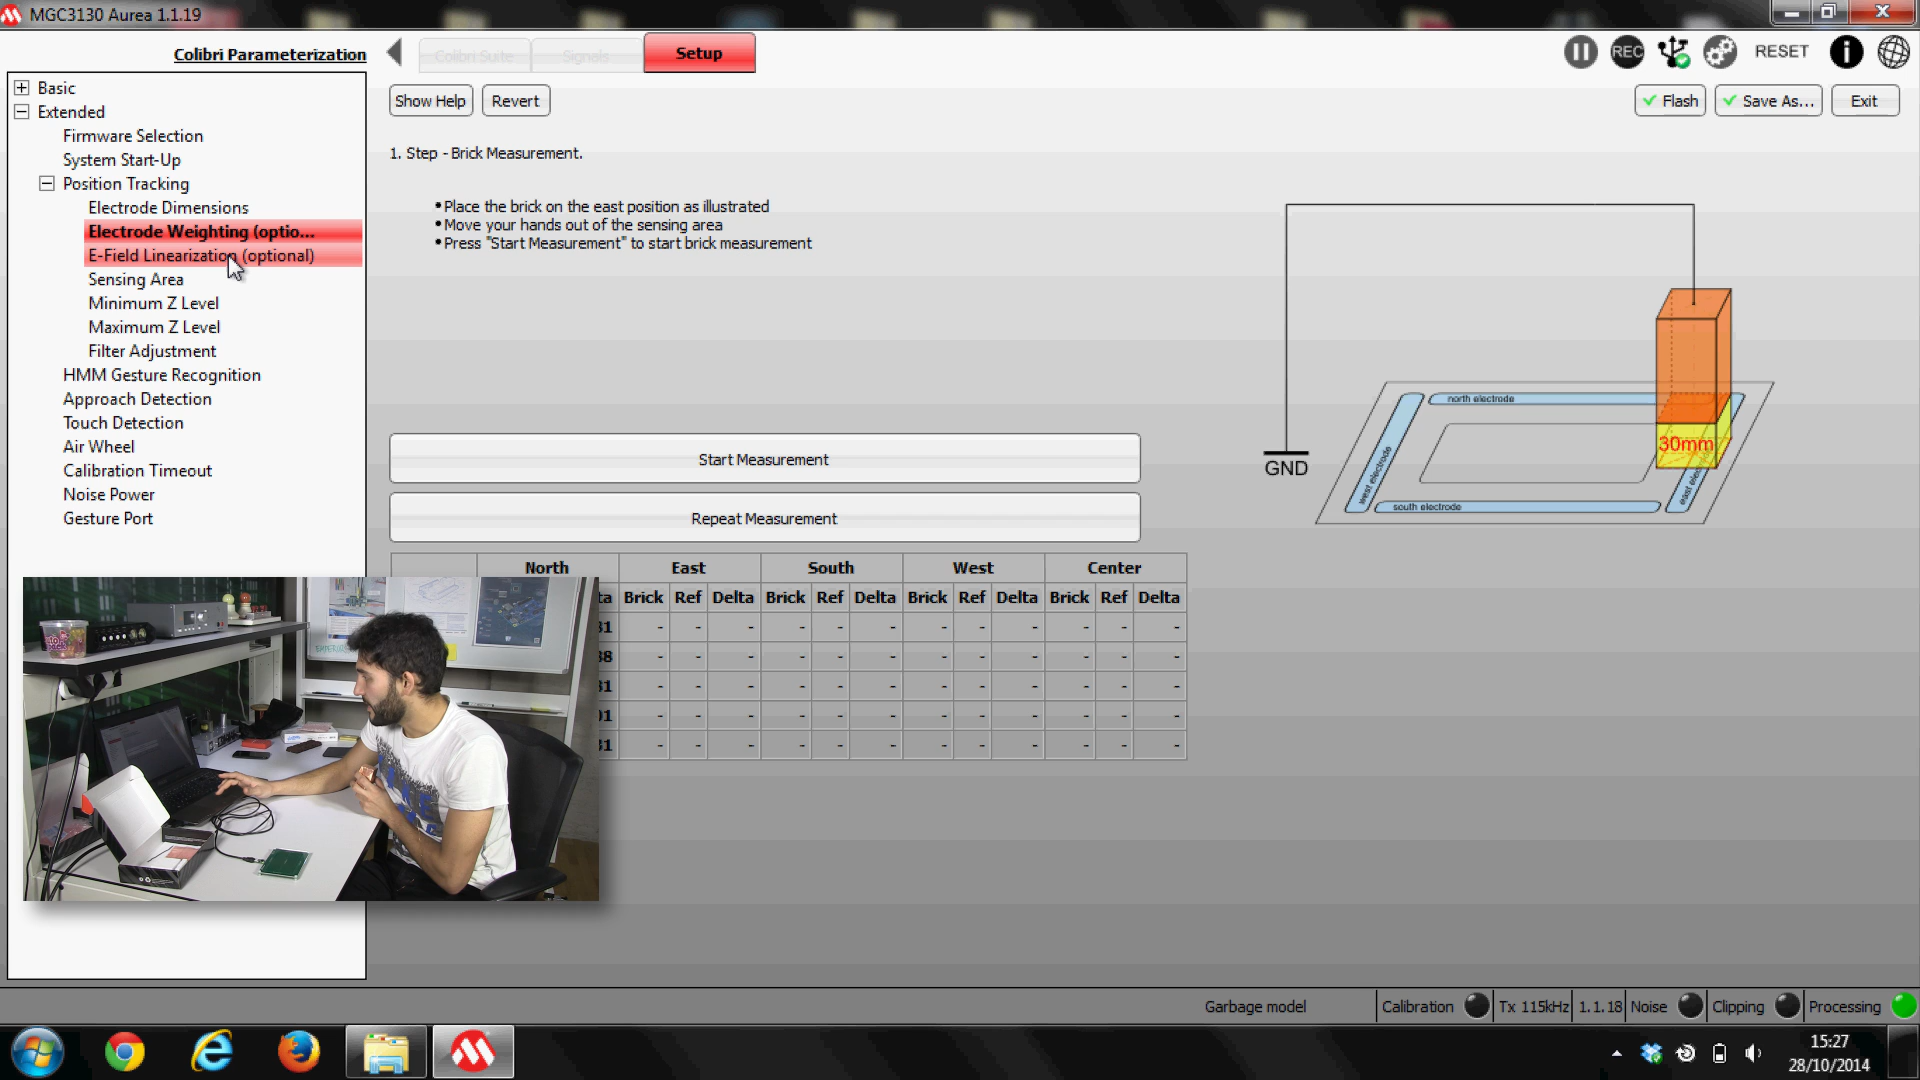 MGC3130 Aurea 1.1.19
Colibri Parameterization
Colibri Suite
Signals
Setup
REC
RESET
Show Help
Revert
Flash
Save As...
Exit
Basic
Extended
Firmware Selection
System Start-Up
Position Tracking
Electrode Dimensions
Electrode Weighting (optio...
E-Field Linearization (optional)
Sensing Area
Minimum Z Level
Maximum Z Level
Filter Adjustment
HMM Gesture Recognition
Approach Detection
Touch Detection
Air Wheel
Calibration Timeout
Noise Power
Gesture Port
1. Step - Brick Measurement.
•Place the brick on the east position as illustrated
•Move your hands out of the sensing area
•Press "Start Measurement" to start brick measurement
north electrode
30mm
GND
west electrode
south electrode
Start Measurement
Repeat Measurement
North East South West Center
Brick Ref Delta Brick Ref Delta Brick Ref Delta Brick Ref Delta
- - - - - - - - - - - -
- - - - - - - - - - - -
- - - - - - - - - - - -
- - - - - - - - - - - -
- - - - - - - - - - - -
Garbage model
Calibration
Tx 115kHz
1.1.18
Noise
Clipping
Processing
15:27
28/10/2014